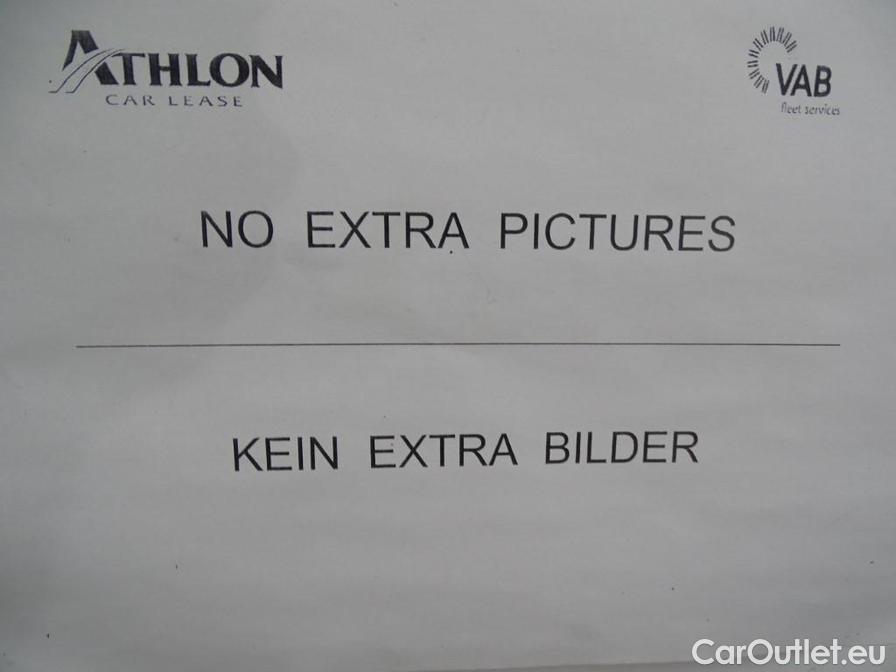 ATHLON
CAR LEASE
VAB
fleet services
NO EXTRA PICTURES
KEIN EXTRA BILDER
CarOutlet.eu